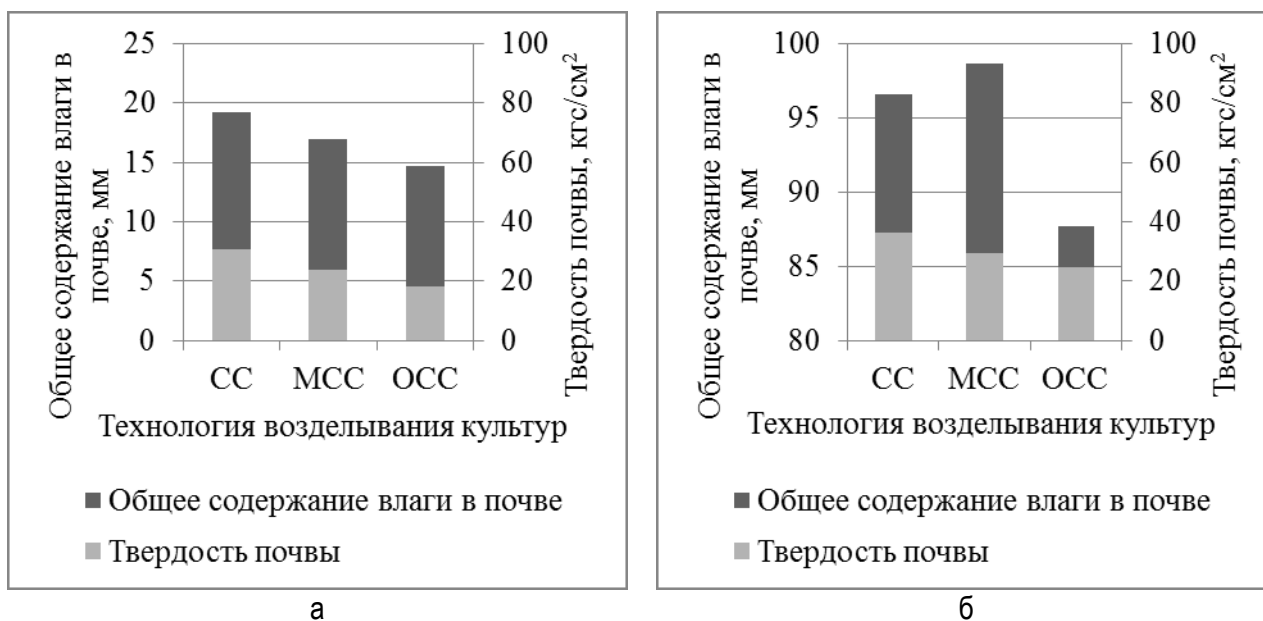 Общее содержание влаги в
почве, мм
25
20
15
10
5
0
100
80
60
40
20
0
Твердость почвы, кгс/см²
СС МСС ОСС
Технология возделывания культур
Общее содержание влаги в почве
Твердость почвы
а
Общее содержание влаги в
почве, мм
100
95
90
85
80
100
80
60
40
20
0
Твердость почвы, кгс/см²
СС МСС ОСС
Технология возделывания культур
Общее содержание влаги в почве
Твердость почвы
б